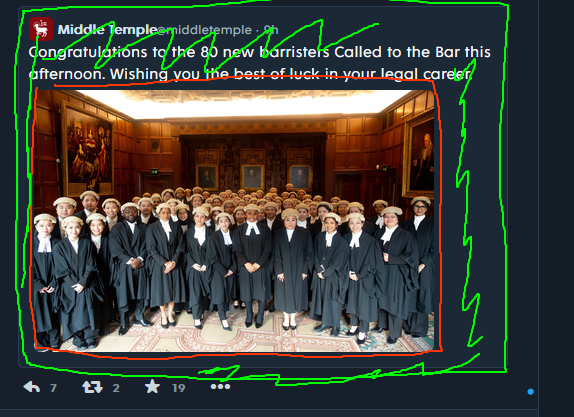 Middle Temple@middletemple · 9h
Congratulations to the 80 new barristers Called to the Bar this
afternoon. Wishing you the best of luck in your legal career.
7 2 19